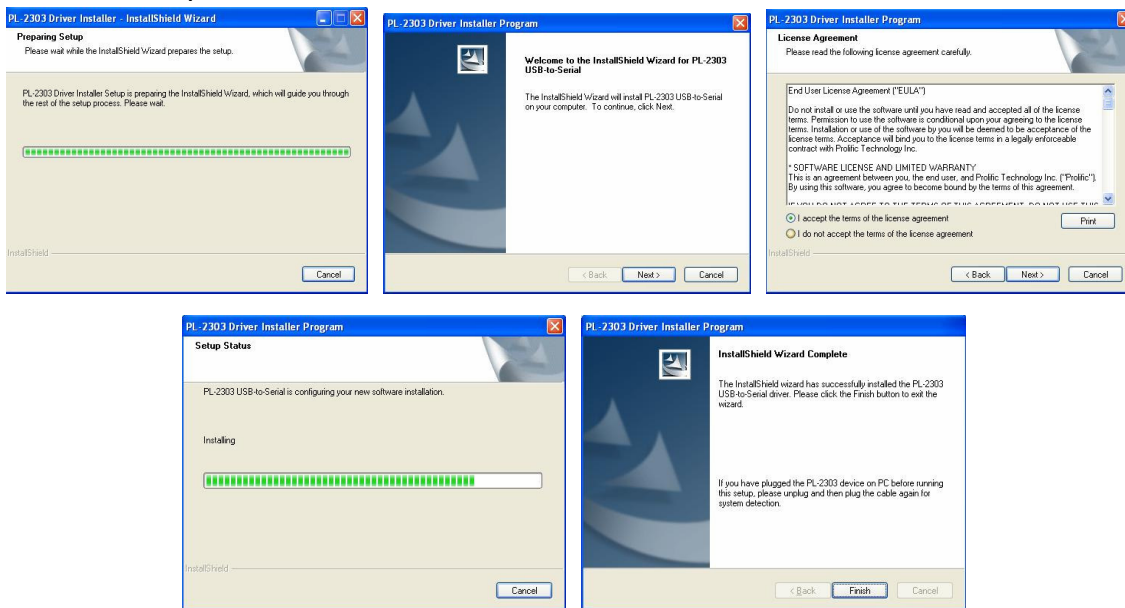 PL-2303 Driver Installer - InstallShield Wizard
Preparing Setup
Please wait while the InstallShield Wizard prepares the setup.
PL-2303 Driver Installer Setup is preparing the InstallShield Wizard, which will guide you through
the rest of the setup process. Please wait.
InstallShield
Cancel
PL-2303 Driver Installer Program
Welcome to the InstallShield Wizard for PL-2303
USB-to-Serial
The InstallShield Wizard will install PL-2303 USB-to-Serial
on your computer. To continue, click Next.
< Back
Next >
Cancel
PL-2303 Driver Installer Program
License Agreement
Please read the following license agreement carefully.
End User License Agreement ("EULA")
Do not install or use the software until you have read and accepted all of the license
terms. Permission to use the software is conditional upon your agreeing to the license
terms. Installation or use of the software by you will be deemed to be acceptance of the
license terms. Acceptance will bind you to the license terms in a legally enforceable
contract with Prolific Technology Inc.
* SOFTWARE LICENSE AND LIMITED WARRANTY
This is an agreement between you, the end user, and Prolific Technology Inc. ("Prolific").
By using this software, you agree to become bound by the terms of this agreement.
IF YOU DO NOT AGREE TO THE TERMS OF THIS AGREEMENT, DO NOT USE THIS
I accept the terms of the license agreement
Print
I do not accept the terms of the license agreement
InstallShield
< Back
Next >
Cancel
PL-2303 Driver Installer Program
Setup Status
PL-2303 USB-to-Serial is configuring your new software installation.
Installing
InstallShield
Cancel
PL-2303 Driver Installer Program
InstallShield Wizard Complete
The InstallShield wizard has successfully installed the PL-2303
USB-to-Serial driver. Please click the Finish button to exit the
wizard.
If you have plugged the PL-2303 device on PC before running
this setup, please unplug and then plug the cable again for
system detection.
< Back
Finish
Cancel